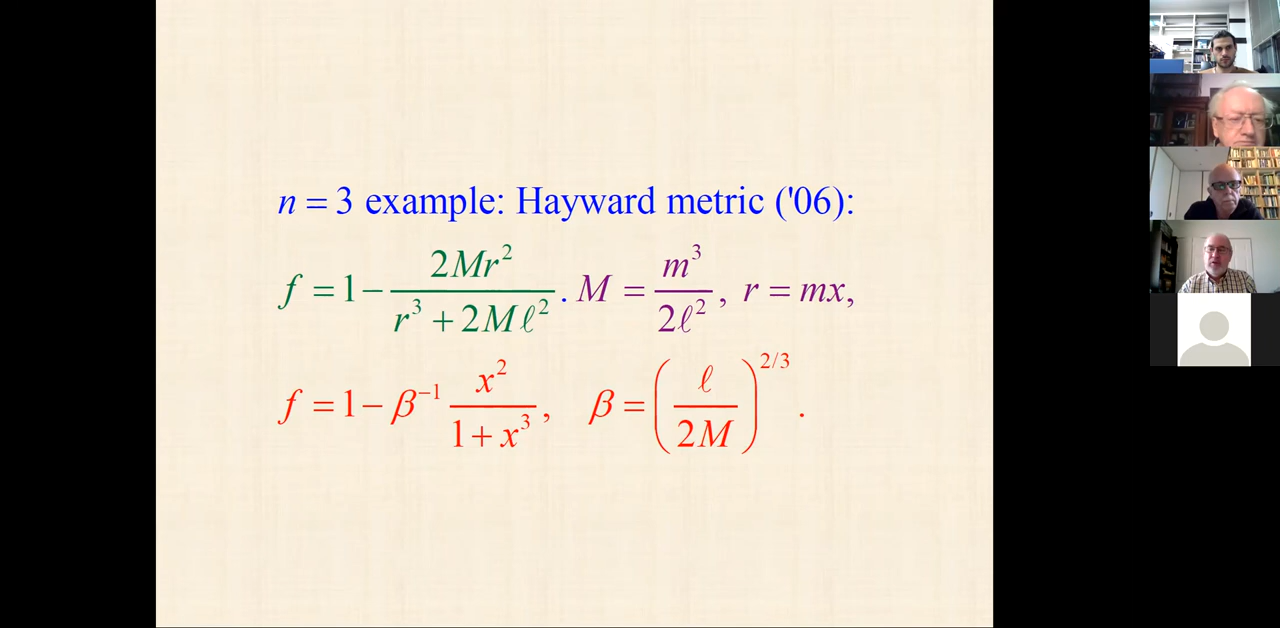 n = 3 example: Hayward metric ('06):
f = 1 − 2Mr² / (r³ + 2Mℓ²) . M = m³ / 2ℓ² , r = mx,
f = 1 − β⁻¹ x² / (1 + x³) , β = (ℓ / 2M)^{2/3} .